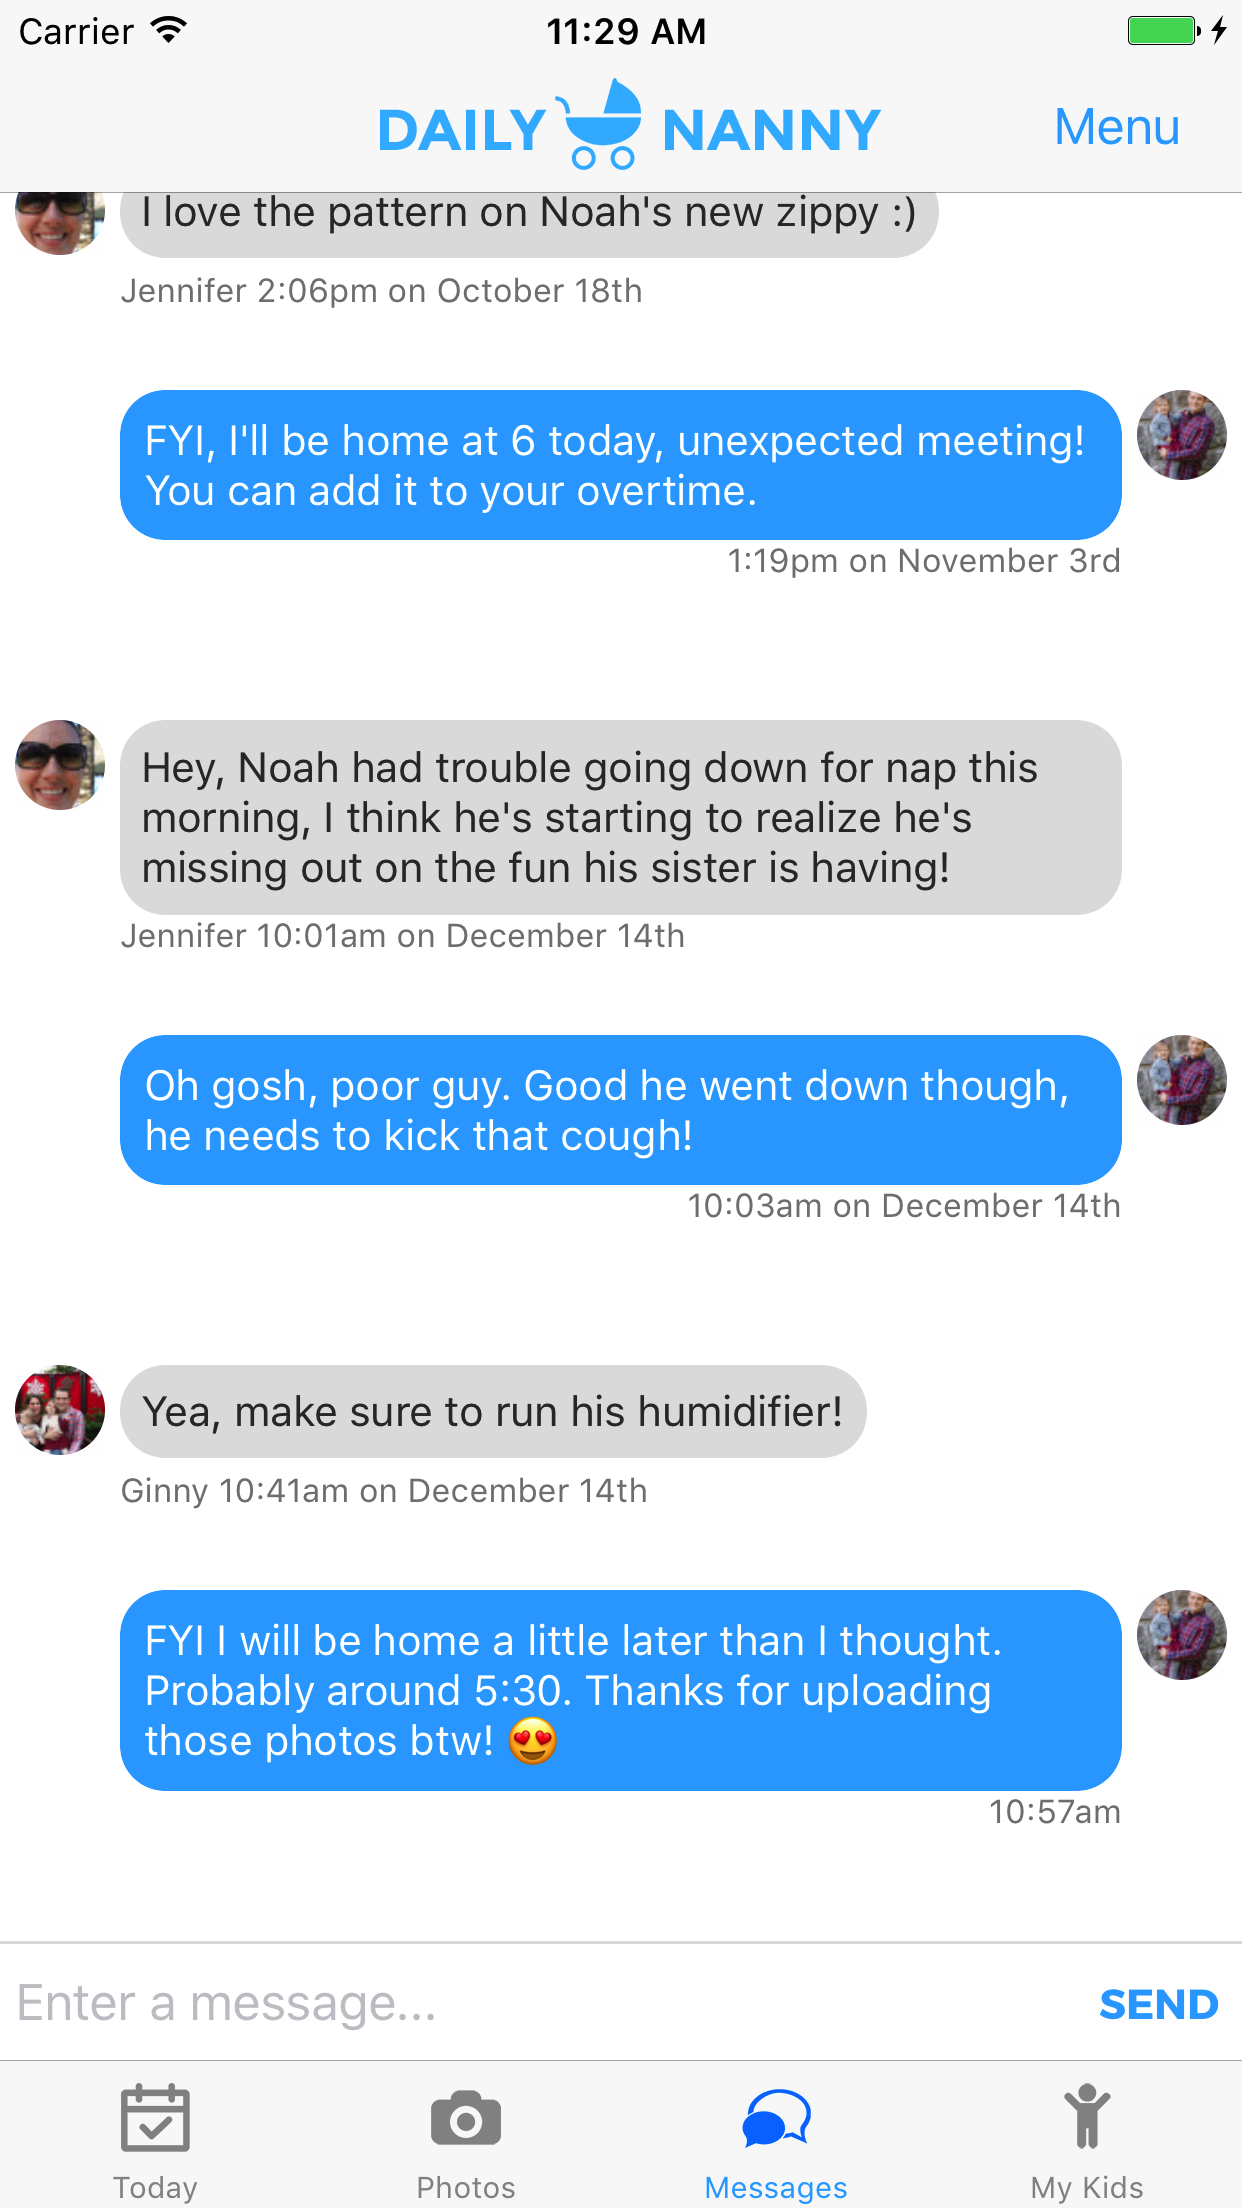 Carrier 11:29 AM
DAILY NANNY Menu
I love the pattern on Noah's new zippy :)
Jennifer 2:06pm on October 18th
FYI, I'll be home at 6 today, unexpected meeting!
You can add it to your overtime.
1:19pm on November 3rd
Hey, Noah had trouble going down for nap this
morning, I think he's starting to realize he's
missing out on the fun his sister is having!
Jennifer 10:01am on December 14th
Oh gosh, poor guy. Good he went down though,
he needs to kick that cough!
10:03am on December 14th
Yea, make sure to run his humidifier!
Ginny 10:41am on December 14th
FYI I will be home a little later than I thought.
Probably around 5:30. Thanks for uploading
those photos btw! 😍
10:57am
Enter a message... SEND
Today Photos Messages My Kids